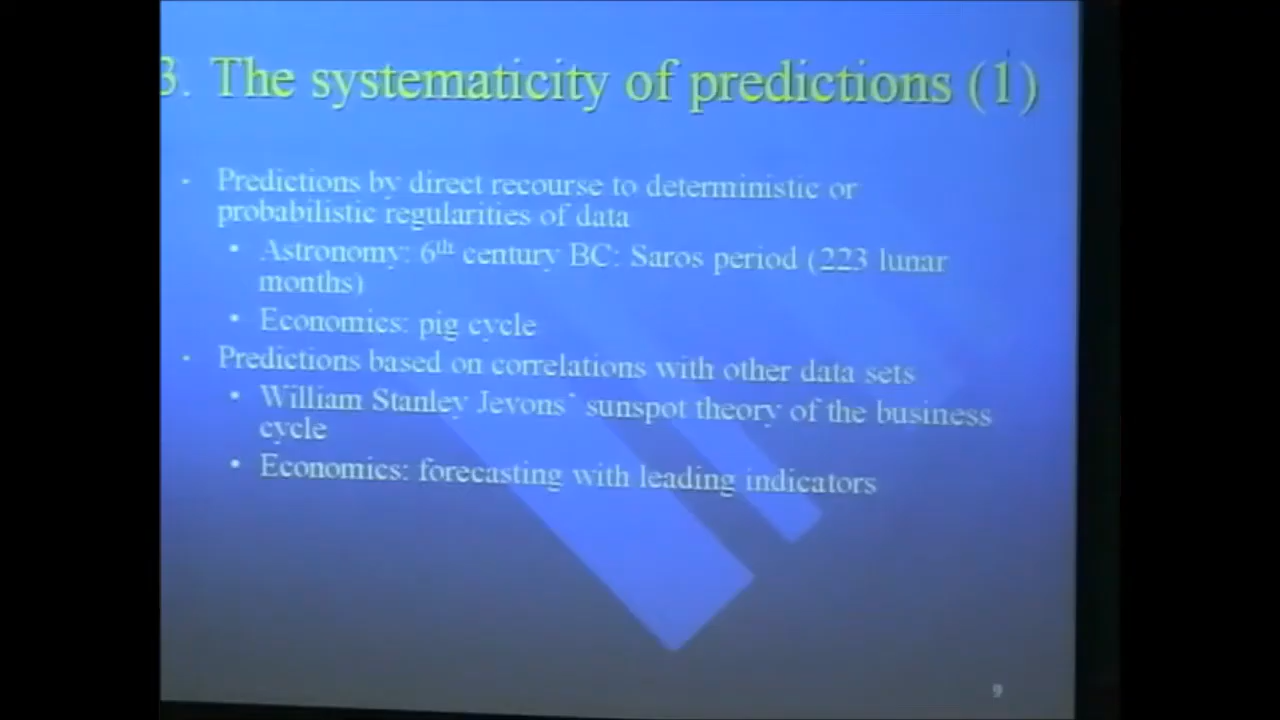 3. The systematicity of predictions (1)
- Predictions by direct recourse to deterministic or
probabilistic regularities of data
• Astronomy: 6th century BC: Saros period (223 lunar
months)
• Economics: pig cycle
- Predictions based on correlations with other data sets
• William Stanley Jevons´ sunspot theory of the business
cycle
• Economics: forecasting with leading indicators
9